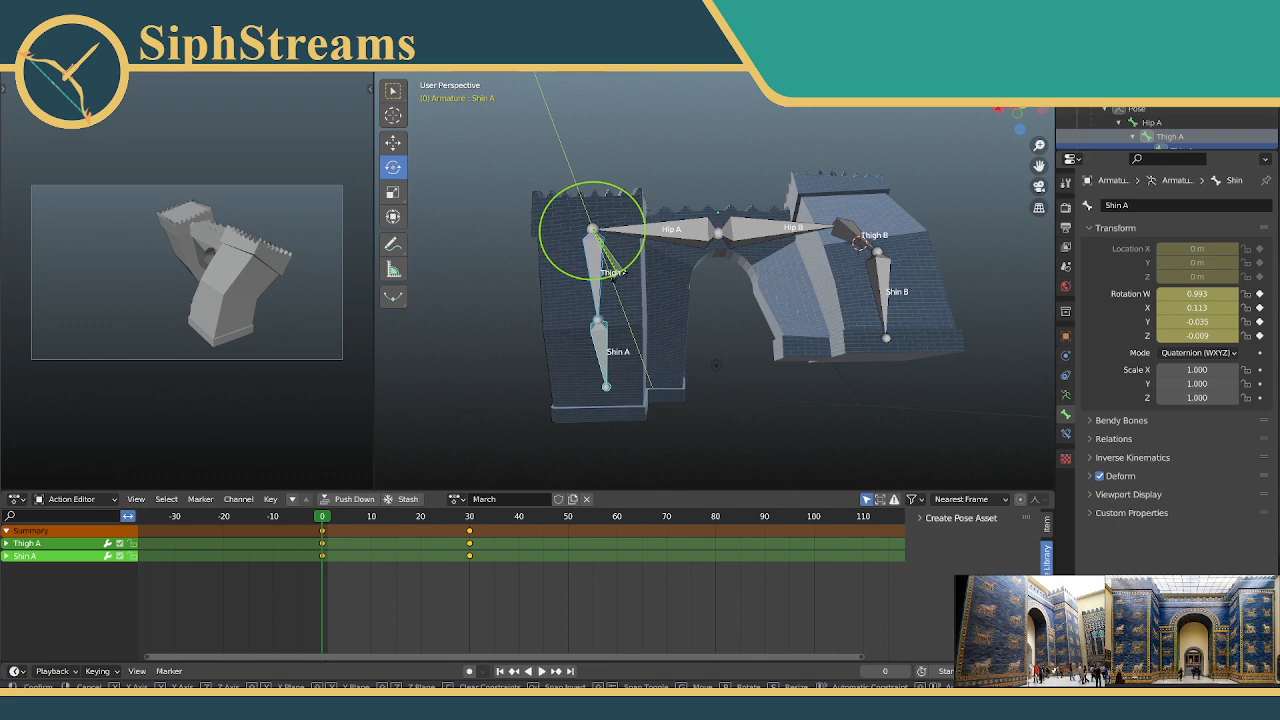 SiphStreams
User Perspective
(0) Armature : Shin A
Hip A
Hip B
Thigh B
Shin B
Shin A
Pose
Hip A
Thigh A
Armatu..
Armatu..
Shin
Shin A
Transform
Location X 0 m
Y 0 m
Z 0 m
Rotation W 0.993
X 0.113
Y -0.035
Z -0.009
Mode Quaternion (WXYZ)
Scale X 1.000
Y 1.000
Z 1.000
Bendy Bones
Relations
Inverse Kinematics
Deform
Viewport Display
Custom Properties
Action Editor View Select Marker Channel Key Push Down Stash March Nearest Frame
-30 -20 -10 0 10 20 30 40 50 60 70 80 90 100 110
Summary
Thigh A
Shin A
Create Pose Asset
Item
Playback Keying View Marker 0 Star